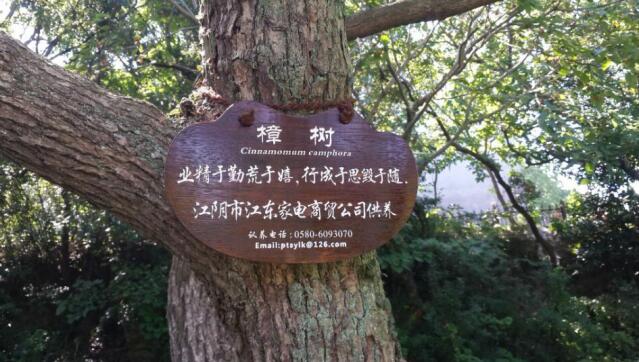 樟树
Cinnamomum camphora
业精于勤荒于嬉、行成于思毁于随.
江阴市江东家电商贸公司供养
认养电话:0580-6093070
Email:ptsylk@126.com